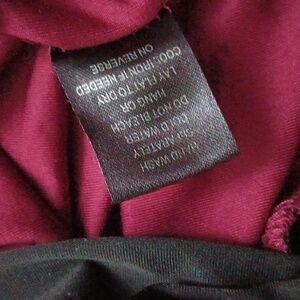 HAND WASH
SEPARATELY
COLD WATER
DO NOT BLEACH
HANG OR
LAY FLAT TO DRY
COOL IRON IF NEEDED
ON REVERSE